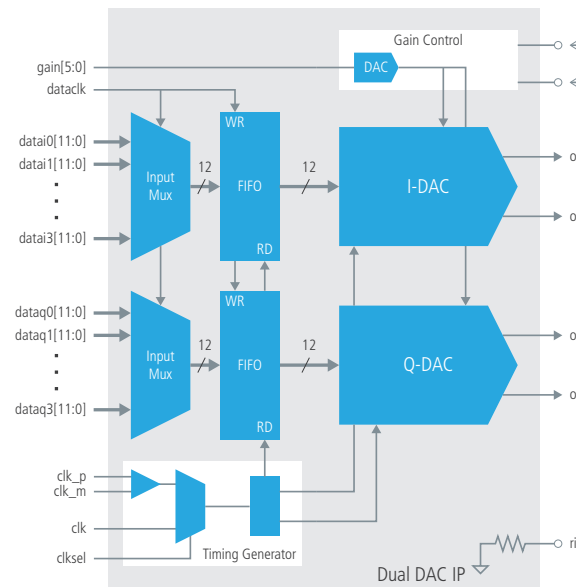 Gain Control
gain[5:0]
DAC
dataclk
WR
datai0[11:0]
datai1[11:0]
datai3[11:0]
Input
Mux
12
FIFO
12
I-DAC
RD
WR
dataq0[11:0]
dataq1[11:0]
dataq3[11:0]
Input
Mux
12
FIFO
12
Q-DAC
RD
clk_p
clk_m
clk
clksel
Timing Generator
Dual DAC IP